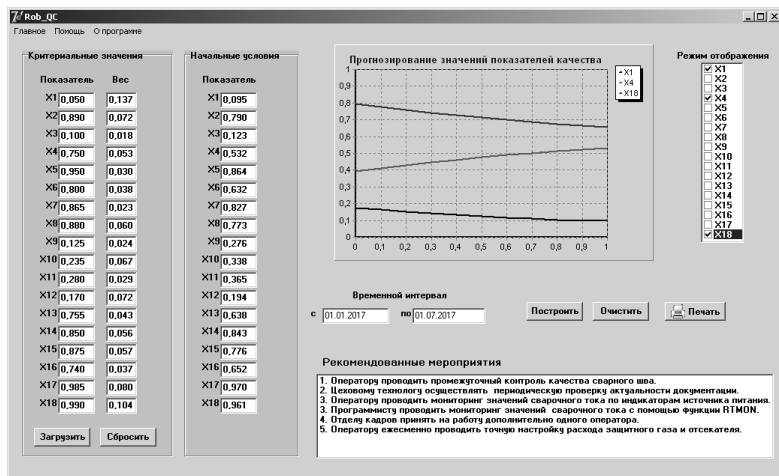 Rob_QC
Главное Помощь О программе
Критериальные значения
Показатель Вес
X1 0,050 0,137
X2 0,890 0,072
X3 0,100 0,018
X4 0,750 0,053
X5 0,950 0,030
X6 0,800 0,038
X7 0,865 0,023
X8 0,880 0,060
X9 0,125 0,024
X10 0,235 0,067
X11 0,280 0,029
X12 0,170 0,072
X13 0,755 0,043
X14 0,850 0,056
X15 0,875 0,057
X16 0,740 0,037
X17 0,985 0,080
X18 0,990 0,104
Загрузить Сбросить
Начальные условия
Показатель
X1 0,095
X2 0,790
X3 0,123
X4 0,532
X5 0,864
X6 0,632
X7 0,827
X8 0,773
X9 0,276
X10 0,338
X11 0,365
X12 0,194
X13 0,638
X14 0,843
X15 0,776
X16 0,652
X17 0,970
X18 0,961
Прогнозирование значений показателей качества
1
0,9
0,8
0,7
0,6
0,5
0,4
0,3
0,2
0,1
0
0 0,1 0,2 0,3 0,4 0,5 0,6 0,7 0,8 0,9 1
X1
X4
X18
Режим отображения
X1
X2
X3
X4
X5
X6
X7
X8
X9
X10
X11
X12
X13
X14
X15
X16
X17
X18
Временной интервал
с 01.01.2017 по 01.07.2017
Построить Очистить Печать
Рекомендованные мероприятия
1. Оператору проводить промежуточный контроль качества сварного шва.
2. Цеховому технологу осуществлять периодическую проверку актуальности документации.
3. Оператору проводить мониторинг значений сварочного тока по индикаторам источника питания.
3. Программисту проводить мониторинг значений сварочного тока с помощью функции RTMON.
4. Отделу кадров принять на работу дополнительно одного оператора.
5. Оператору ежесменно проводить точную настройку расхода защитного газа и отсекателя.